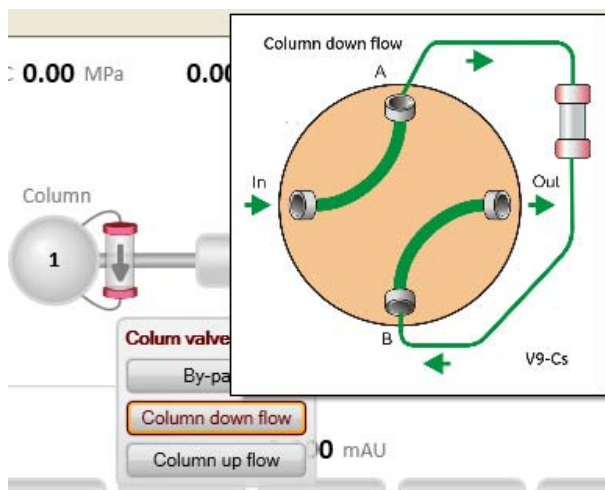 C 0.00 MPa 0.00
Column
1
Colum valve
By-pa
Column down flow
Column up flow
00 mAU
Column down flow
A
In
Out
B
V9-Cs